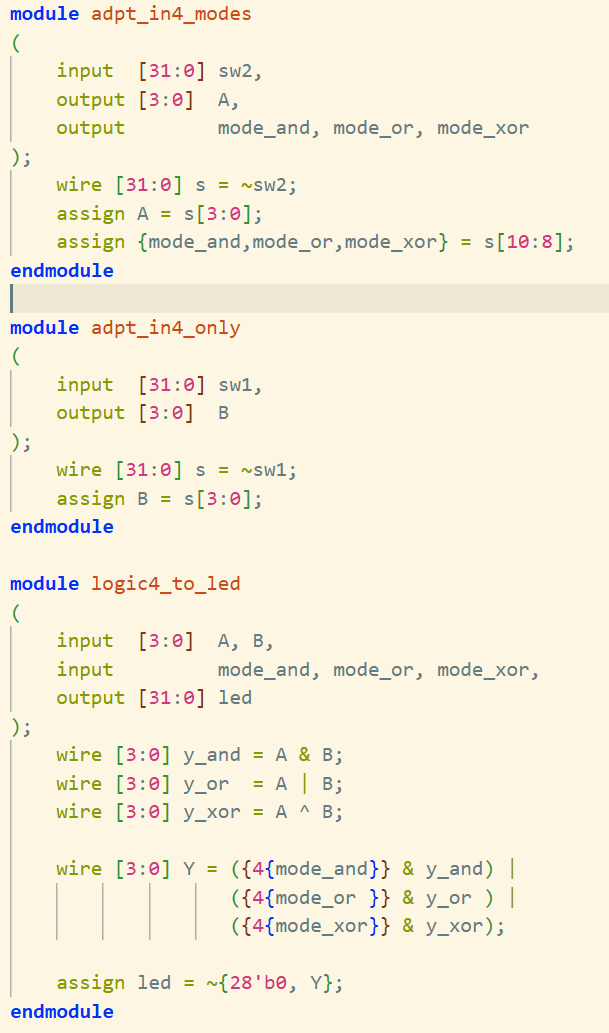 module adpt_in4_modes
(
    input  [31:0] sw2,
    output [3:0]  A,
    output        mode_and, mode_or, mode_xor
);
    wire [31:0] s = ~sw2;
    assign A = s[3:0];
    assign {mode_and,mode_or,mode_xor} = s[10:8];
endmodule

module adpt_in4_only
(
    input  [31:0] sw1,
    output [3:0]  B
);
    wire [31:0] s = ~sw1;
    assign B = s[3:0];
endmodule

module logic4_to_led
(
    input  [3:0]  A, B,
    input         mode_and, mode_or, mode_xor,
    output [31:0] led
);
    wire [3:0] y_and = A & B;
    wire [3:0] y_or  = A | B;
    wire [3:0] y_xor = A ^ B;

    wire [3:0] Y = ({4{mode_and}} & y_and) |
                   ({4{mode_or }} & y_or ) |
                   ({4{mode_xor}} & y_xor);

    assign led = ~{28'b0, Y};
endmodule